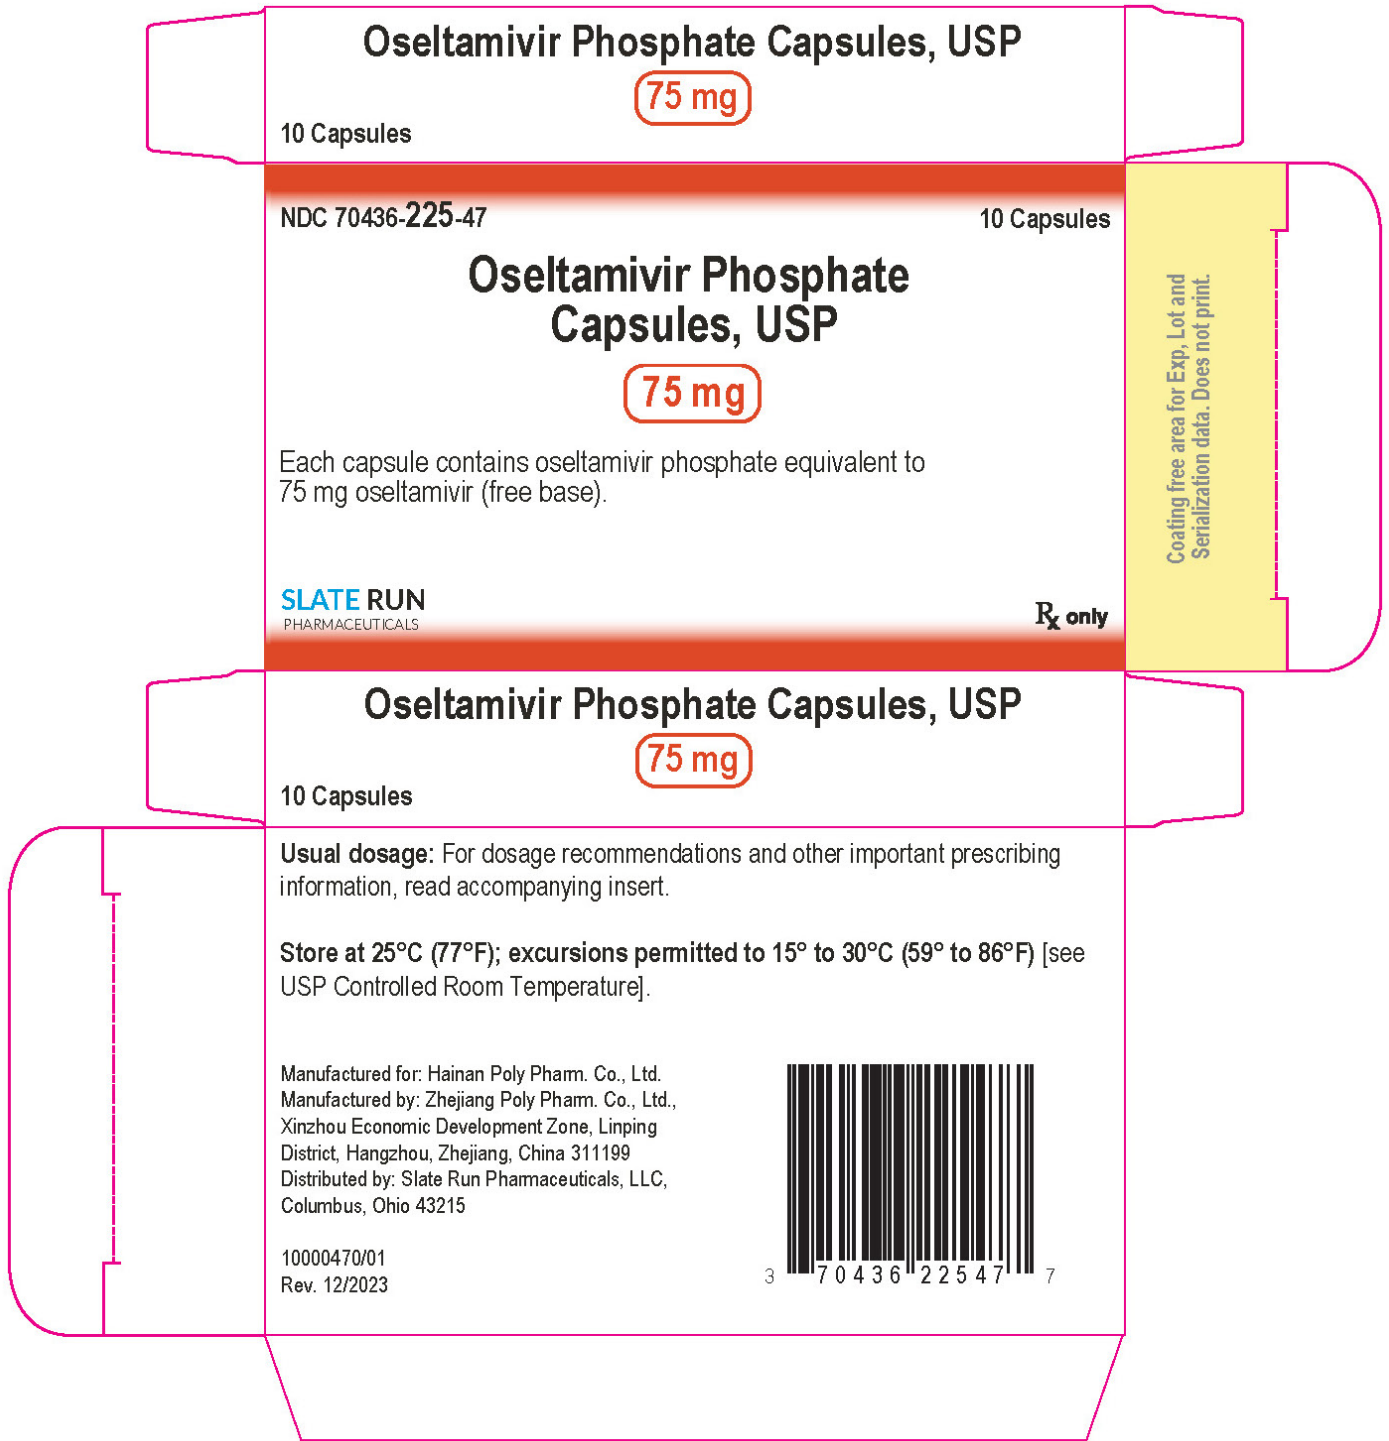 Oseltamivir Phosphate Capsules, USP
75 mg
10 Capsules
NDC 70436-225-47
10 Capsules
Oseltamivir Phosphate
Capsules, USP
75 mg
Each capsule contains oseltamivir phosphate equivalent to
75 mg oseltamivir (free base).
SLATE RUN
PHARMACEUTICALS
Rx only
Coating free area for Exp, Lot and
Serialization data. Does not print.
Oseltamivir Phosphate Capsules, USP
75 mg
10 Capsules
Usual dosage: For dosage recommendations and other important prescribing
information, read accompanying insert.
Store at 25°C (77°F); excursions permitted to 15° to 30°C (59° to 86°F) [see
USP Controlled Room Temperature].
Manufactured for: Hainan Poly Pharm. Co., Ltd.
Manufactured by: Zhejiang Poly Pharm. Co., Ltd.,
Xinzhou Economic Development Zone, Linping
District, Hangzhou, Zhejiang, China 311199
Distributed by: Slate Run Pharmaceuticals, LLC,
Columbus, Ohio 43215
10000470/01
Rev. 12/2023
3 70436 22547 7